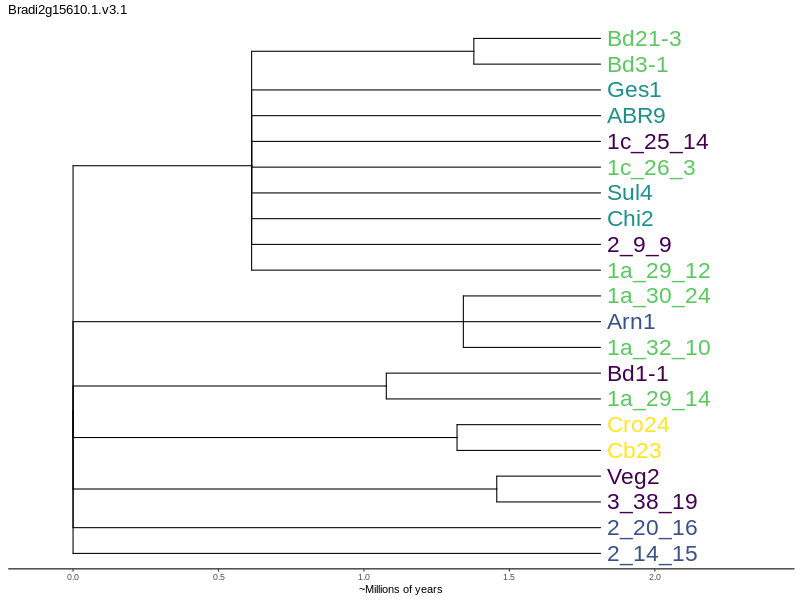 Bradi2g15610.1.v3.1
Bd21-3
Bd3-1
Ges1
ABR9
1c_25_14
1c_26_3
Sul4
Chi2
2_9_9
1a_29_12
1a_30_24
Arn1
1a_32_10
Bd1-1
1a_29_14
Cro24
Cb23
Veg2
3_38_19
2_20_16
2_14_15
0.0 0.5 1.0 1.5 2.0
~Millions of years